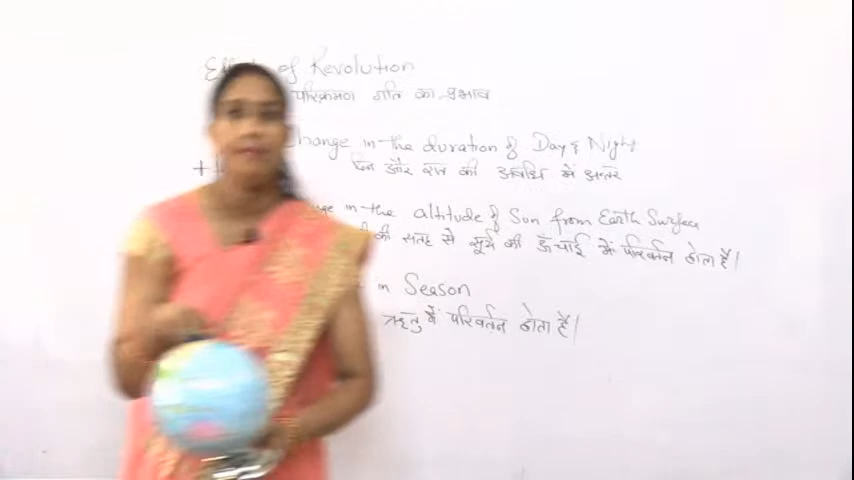 of Revolution
परिक्रमण गति का प्रभाव
Change in the duration of Day & Night
दिन और रात की अवधि में अन्तर
in the altitude of Son from Earth Surface
की सतह से सूर्य की ऊँचाई में परिवर्तन होता है।
in Season
ऋतु में परिवर्तन होता है।